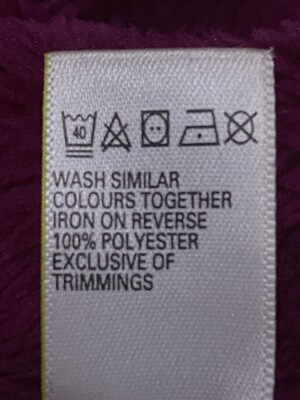 40
WASH SIMILAR
COLOURS TOGETHER
IRON ON REVERSE
100% POLYESTER
EXCLUSIVE OF
TRIMMINGS